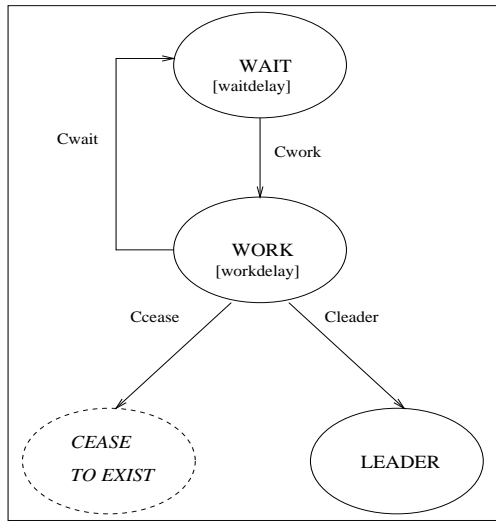 WAIT
[waitdelay]
Cwait
Cwork
WORK
[workdelay]
Ccease
Cleader
CEASE
TO EXIST
LEADER